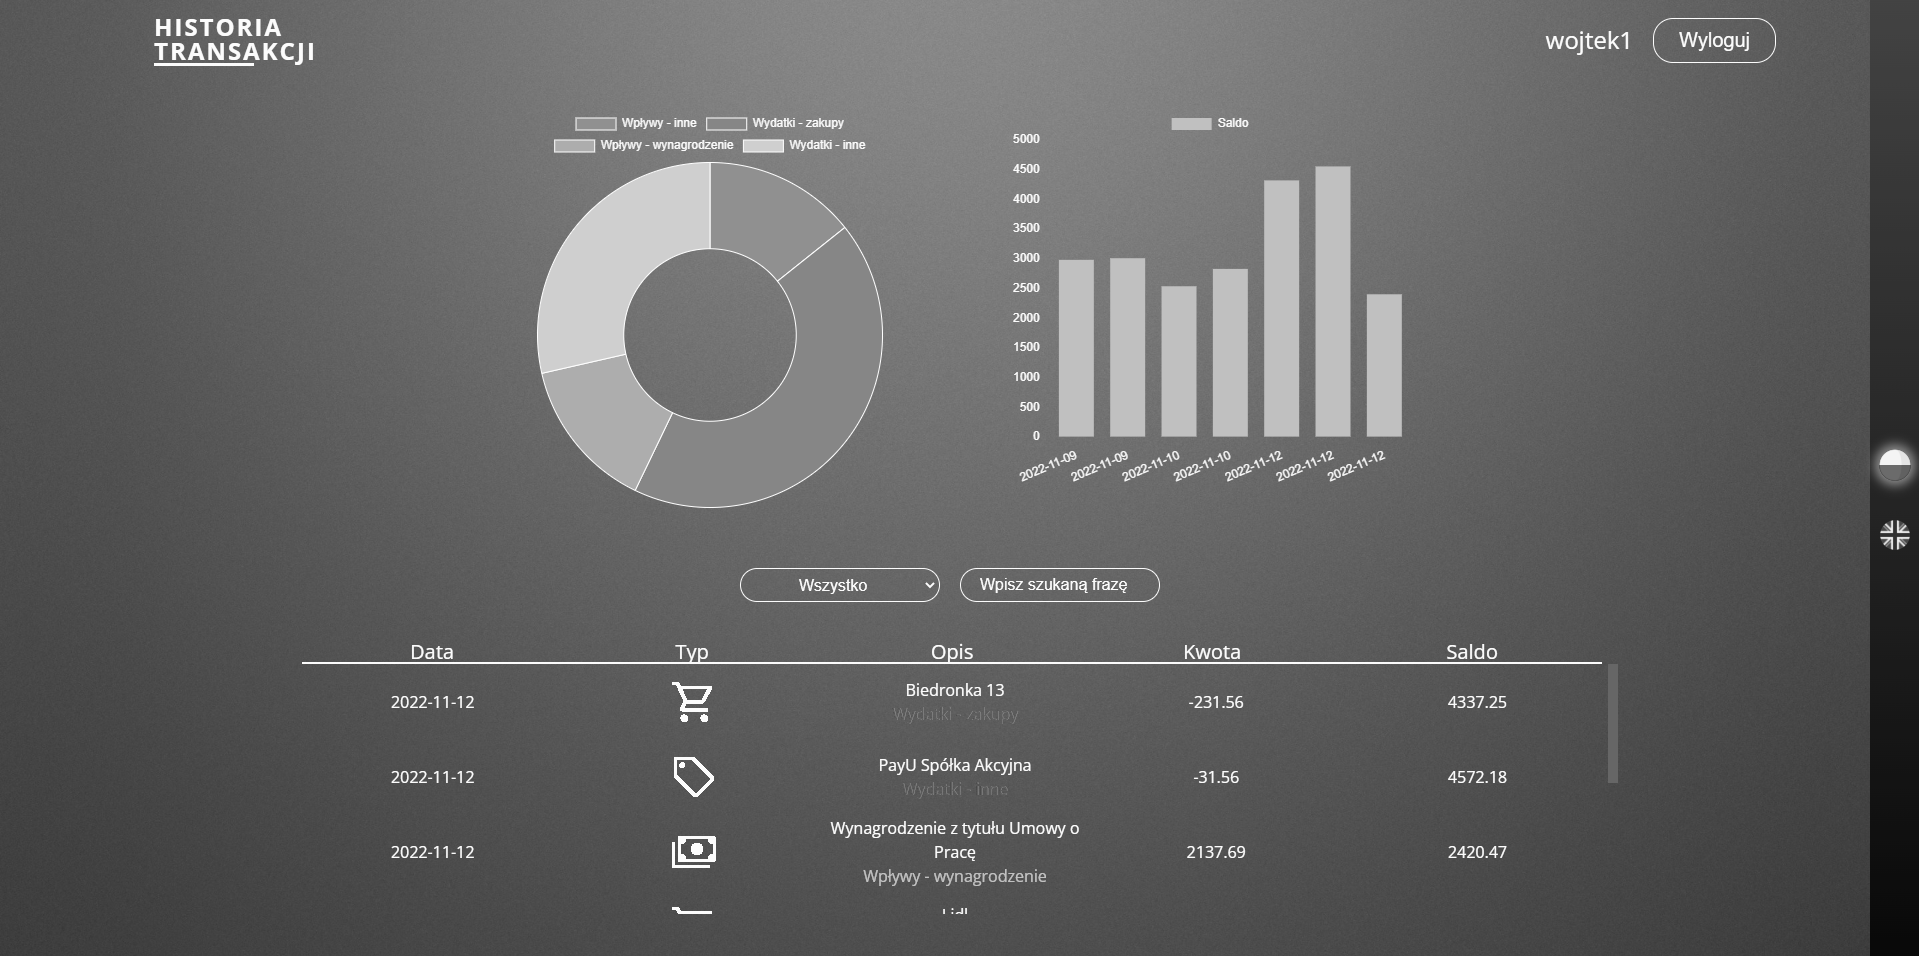 HISTORIA
TRANSAKCJI
wojtek1
Wyloguj
Wpływy - inne
Wydatki - zakupy
Wpływy - wynagrodzenie
Wydatki - inne
Saldo
5000
4500
4000
3500
3000
2500
2000
1500
1000
500
0
2022-11-09
2022-11-09
2022-11-10
2022-11-10
2022-11-12
2022-11-12
2022-11-12
Wszystko
Wpisz szukaną frazę
Data Typ Opis Kwota Saldo
2022-11-12 Biedronka 13 -231.56 4337.25
Wydatki - zakupy
2022-11-12 PayU Spółka Akcyjna -31.56 4572.18
Wydatki - inne
Wynagrodzenie z tytułu Umowy o
2022-11-12 Pracę 2137.69 2420.47
Wpływy - wynagrodzenie